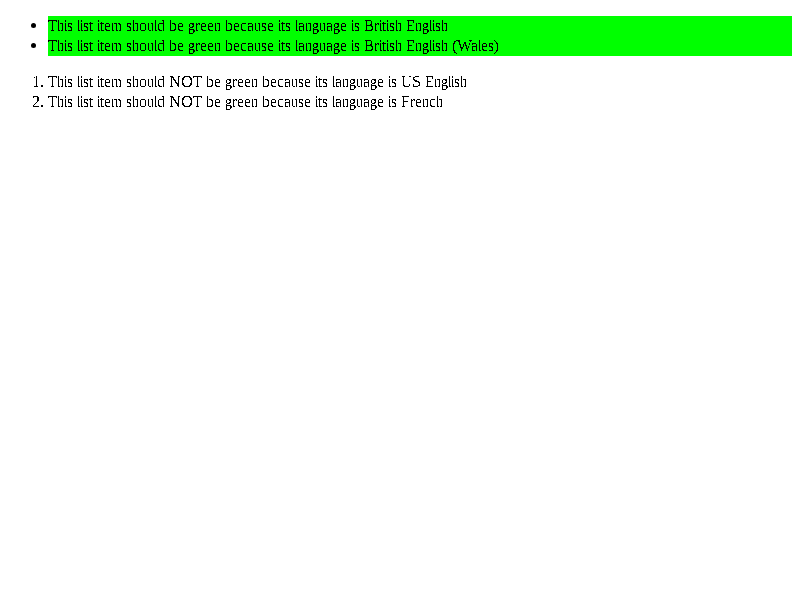 • This list item should be green because its language is British English
• This list item should be green because its language is British English (Wales)
1. This list item should NOT be green because its language is US English
2. This list item should NOT be green because its language is French